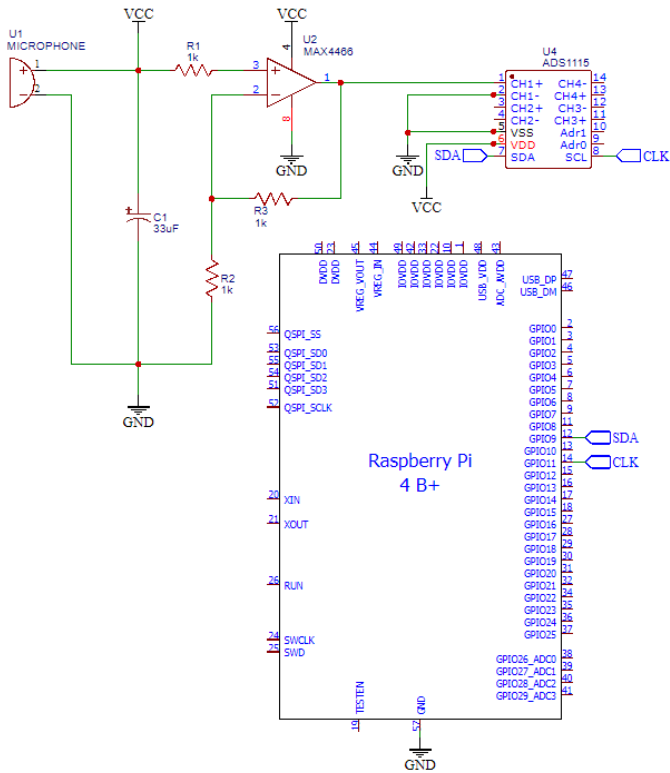 VCC
VCC
U1
MICROPHONE
1
2
R1
1k
U2
MAX4466
4
3
2
1
8
GND
R3
1k
C1
33uF
R2
1k
GND
U4
ADS1115
1 CH1+ CH4- 14
2 CH1- CH4+ 13
3 CH2+ CH3- 12
4 CH2- CH3+ 11
5 VSS Adr1 10
6 VDD Adr0 9
SDA 7 SDA SCL 8 CLK
GND
VCC
50 DVDD
23 DVDD
45 VREG_VOUT
44 VREG_IN
49 IOVDD
42 IOVDD
33 IOVDD
22 IOVDD
10 IOVDD
1 IOVDD
48 USB_VDD
43 ADC_AVDD
USB_DP 47
USB_DM 46
56 QSPI_SS
53 QSPI_SD0
55 QSPI_SD1
54 QSPI_SD2
51 QSPI_SD3
52 QSPI_SCLK
20 XIN
21 XOUT
26 RUN
24 SWCLK
25 SWD
Raspberry Pi
4 B+
GPIO0 2
GPIO1 3
GPIO2 4
GPIO3 5
GPIO4 6
GPIO5 7
GPIO6 8
GPIO7 9
GPIO8 11
GPIO9 12 SDA
GPIO10 13
GPIO11 14 CLK
GPIO12 15
GPIO13 16
GPIO14 17
GPIO15 18
GPIO16 27
GPIO17 28
GPIO18 29
GPIO19 30
GPIO20 31
GPIO21 32
GPIO22 34
GPIO23 35
GPIO24 36
GPIO25 37
GPIO26_ADC0 38
GPIO27_ADC1 39
GPIO28_ADC2 40
GPIO29_ADC3 41
19 TESTEN
57 GND
GND